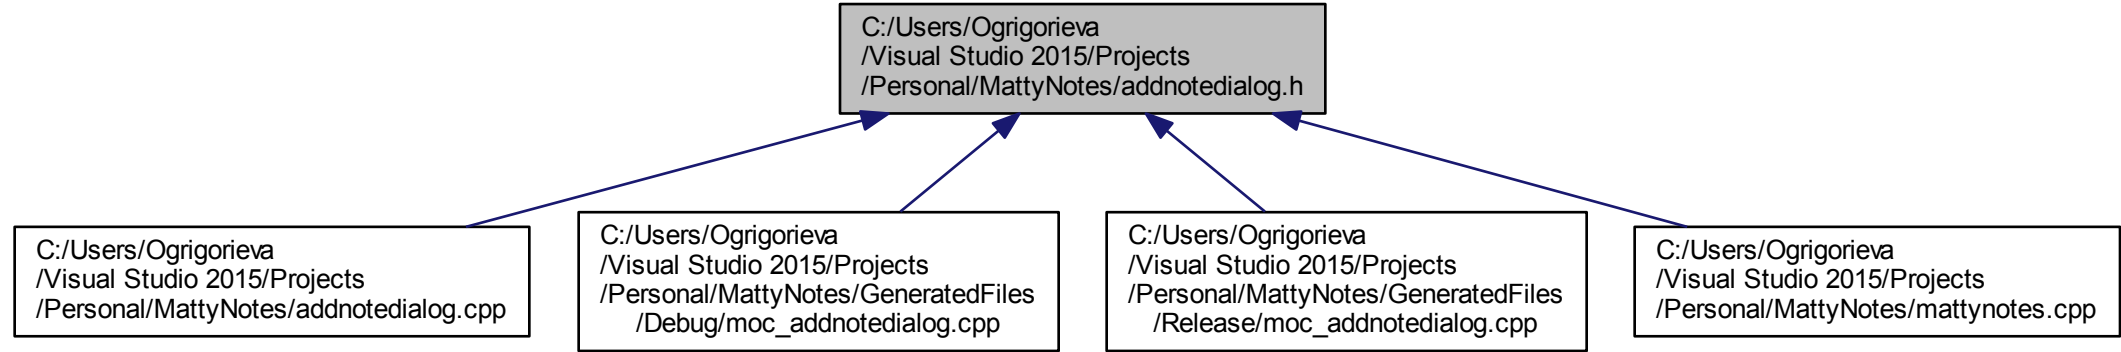 C:/Users/Ogrigorieva
/Visual Studio 2015/Projects
/Personal/MattyNotes/addnotedialog.h
C:/Users/Ogrigorieva
/Visual Studio 2015/Projects
/Personal/MattyNotes/addnotedialog.cpp
C:/Users/Ogrigorieva
/Visual Studio 2015/Projects
/Personal/MattyNotes/GeneratedFiles
/Debug/moc_addnotedialog.cpp
C:/Users/Ogrigorieva
/Visual Studio 2015/Projects
/Personal/MattyNotes/GeneratedFiles
/Release/moc_addnotedialog.cpp
C:/Users/Ogrigorieva
/Visual Studio 2015/Projects
/Personal/MattyNotes/mattynotes.cpp